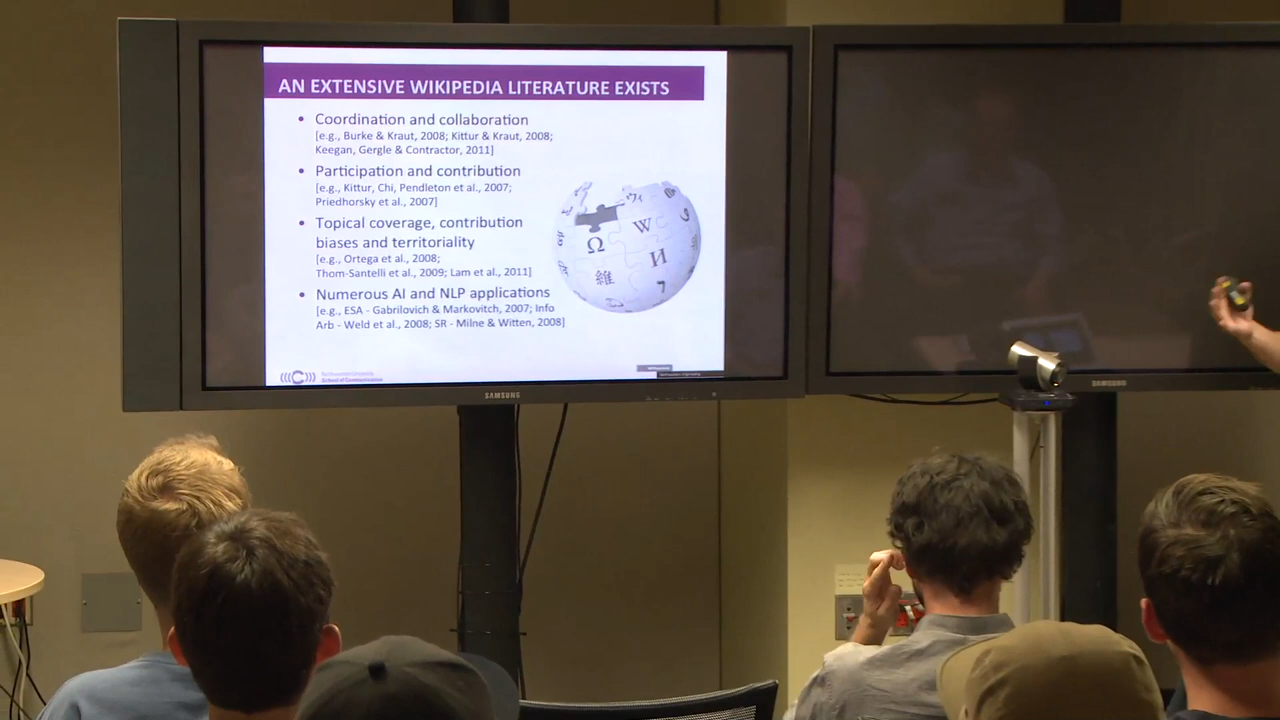 AN EXTENSIVE WIKIPEDIA LITERATURE EXISTS
• Coordination and collaboration
[e.g., Burke & Kraut, 2008; Kittur & Kraut, 2008;
Keegan, Gergle & Contractor, 2011]
• Participation and contribution
[e.g., Kittur, Chi, Pendleton et al., 2007;
Priedhorsky et al., 2007]
• Topical coverage, contribution
biases and territoriality
[e.g., Ortega et al., 2008;
Thom-Santelli et al., 2009; Lam et al., 2011]
• Numerous AI and NLP applications
[e.g., ESA - Gabrilovich & Markovitch, 2007; Info
Arb - Weld et al., 2008; SR - Milne & Witten, 2008]
Ω W
維 И
School of Communication
SAMSUNG
SAMSUNG